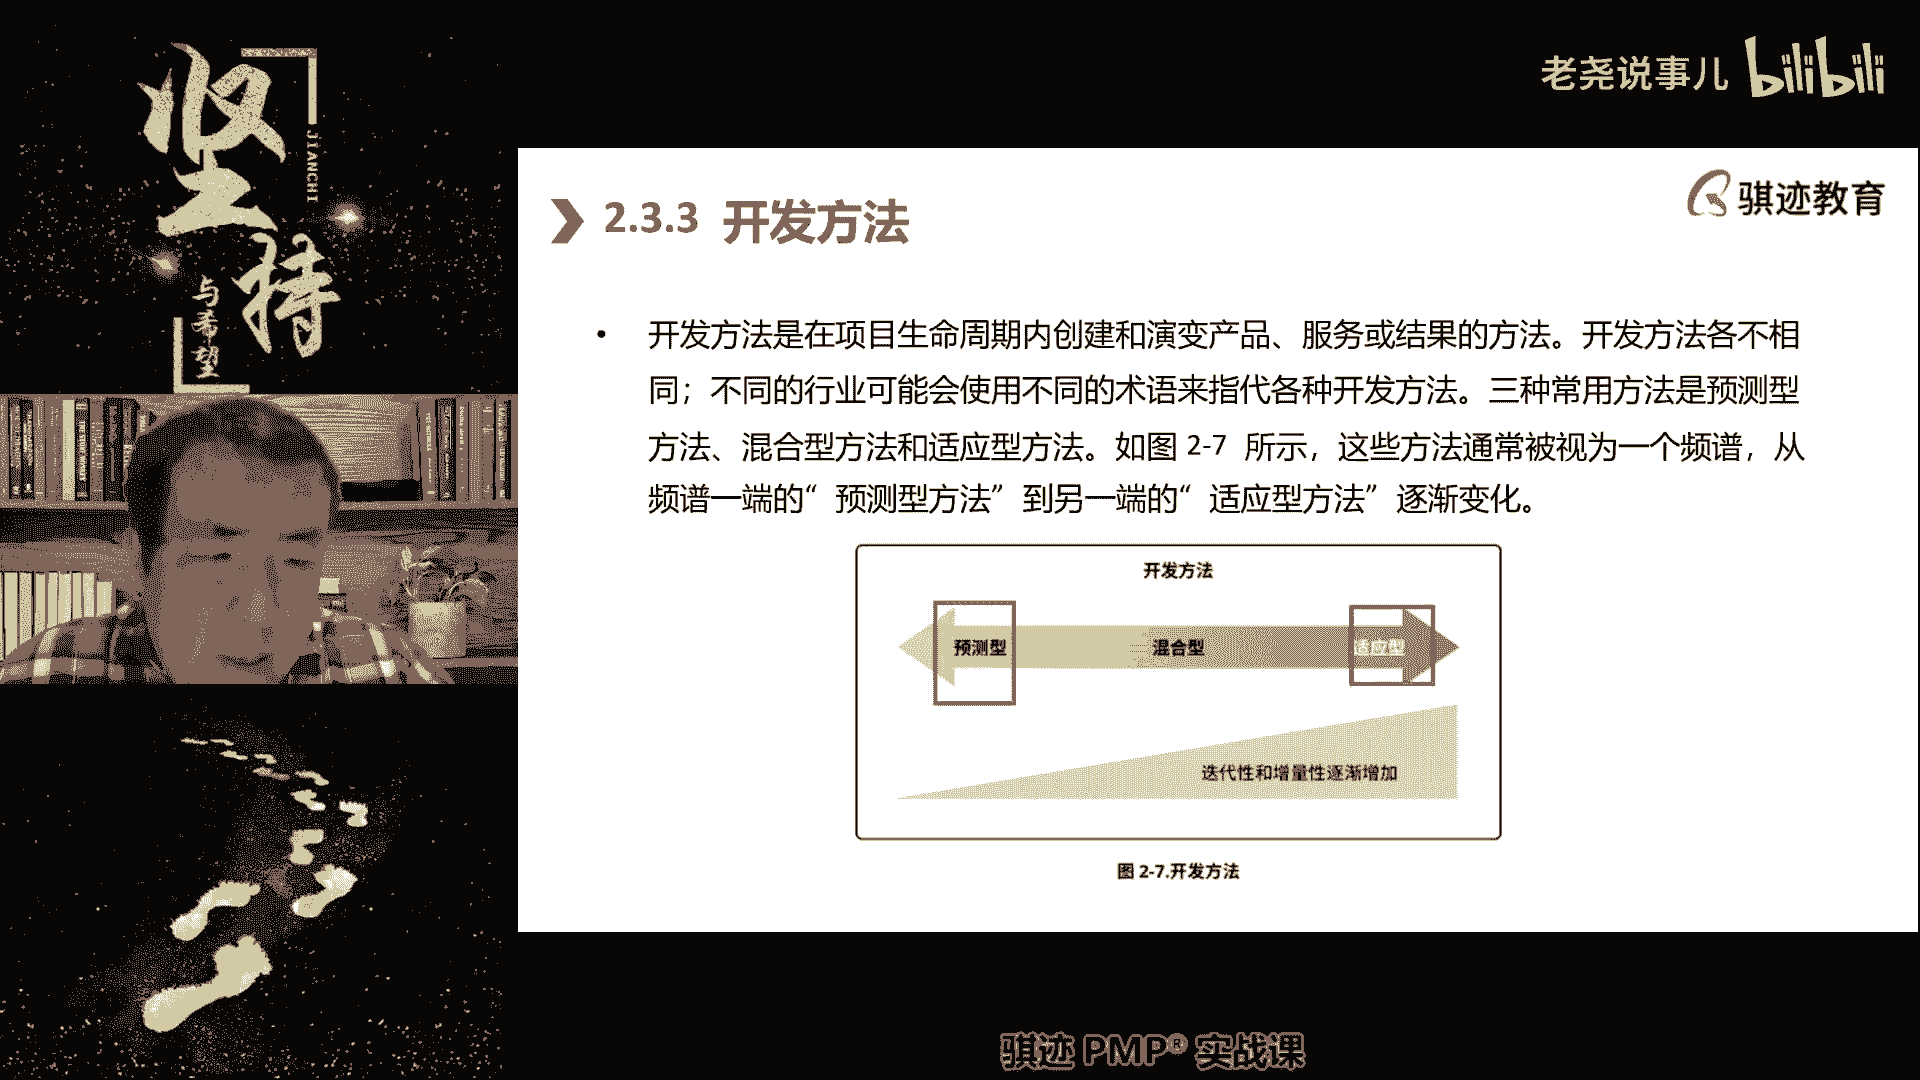 坚持
JIANCHI
与希望
老尧说事儿 bilibili
骐迹教育
2.3.3 开发方法
• 开发方法是在项目生命周期内创建和演变产品、服务或结果的方法。开发方法各不相
同；不同的行业可能会使用不同的术语来指代各种开发方法。三种常用方法是预测型
方法、混合型方法和适应型方法。如图 2-7 所示，这些方法通常被视为一个频谱，从
频谱一端的“预测型方法”到另一端的“适应型方法”逐渐变化。
开发方法
预测型 混合型 适应型
迭代性和增量性逐渐增加
图 2-7.开发方法
骐迹 PMP® 实战课